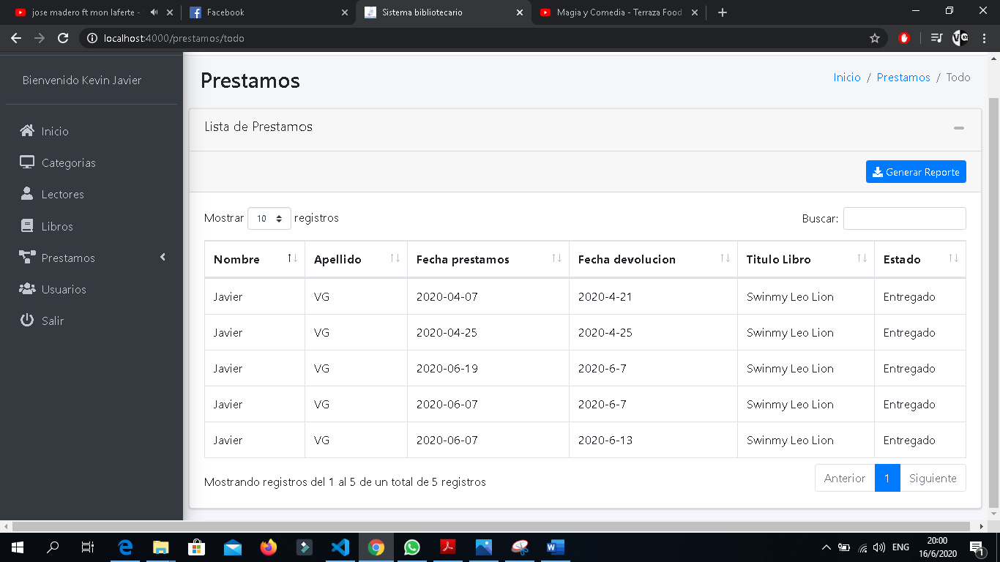 jose madero ft mon laferte -
Facebook
Sistema bibliotecario
Magia y Comedia - Terraza Food
localhost:4000/prestamos/todo
Bienvenido Kevin Javier
Inicio
Categorias
Lectores
Libros
Prestamos
Usuarios
Salir
Prestamos
Inicio / Prestamos / Todo
Lista de Prestamos
Generar Reporte
Mostrar 10 registros
Buscar:
Nombre Apellido Fecha prestamos Fecha devolucion Titulo Libro Estado
Javier VG 2020-04-07 2020-4-21 Swinmy Leo Lion Entregado
Javier VG 2020-04-25 2020-4-25 Swinmy Leo Lion Entregado
Javier VG 2020-06-19 2020-6-7 Swinmy Leo Lion Entregado
Javier VG 2020-06-07 2020-6-7 Swinmy Leo Lion Entregado
Javier VG 2020-06-07 2020-6-13 Swinmy Leo Lion Entregado
Mostrando registros del 1 al 5 de un total de 5 registros
Anterior 1 Siguiente
ENG
20:00
16/6/2020
1